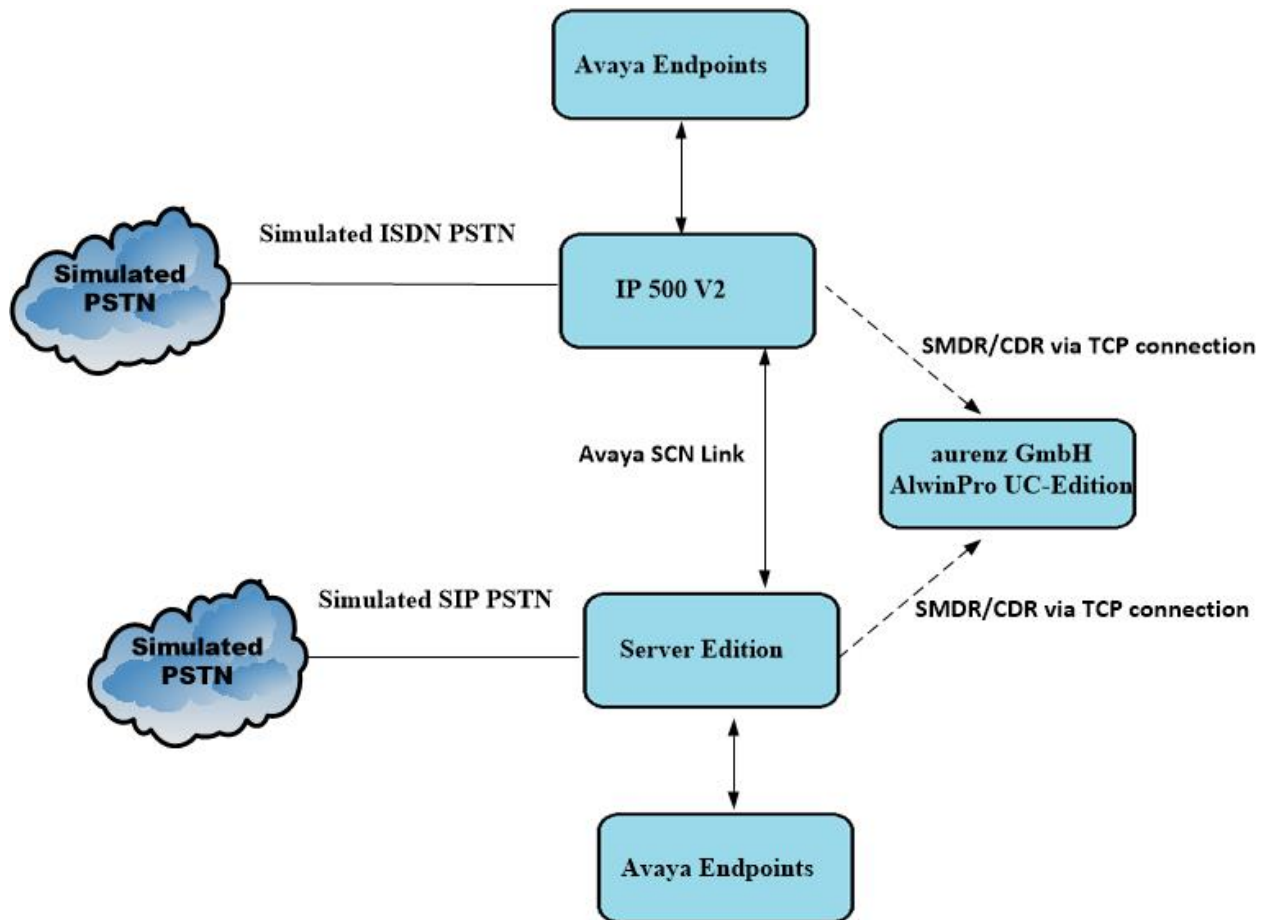 Avaya Endpoints
Simulated ISDN PSTN
Simulated
PSTN
IP 500 V2
SMDR/CDR via TCP connection
Avaya SCN Link
aurenz GmbH
AlwinPro UC-Edition
Simulated SIP PSTN
SMDR/CDR via TCP connection
Simulated
PSTN
Server Edition
Avaya Endpoints